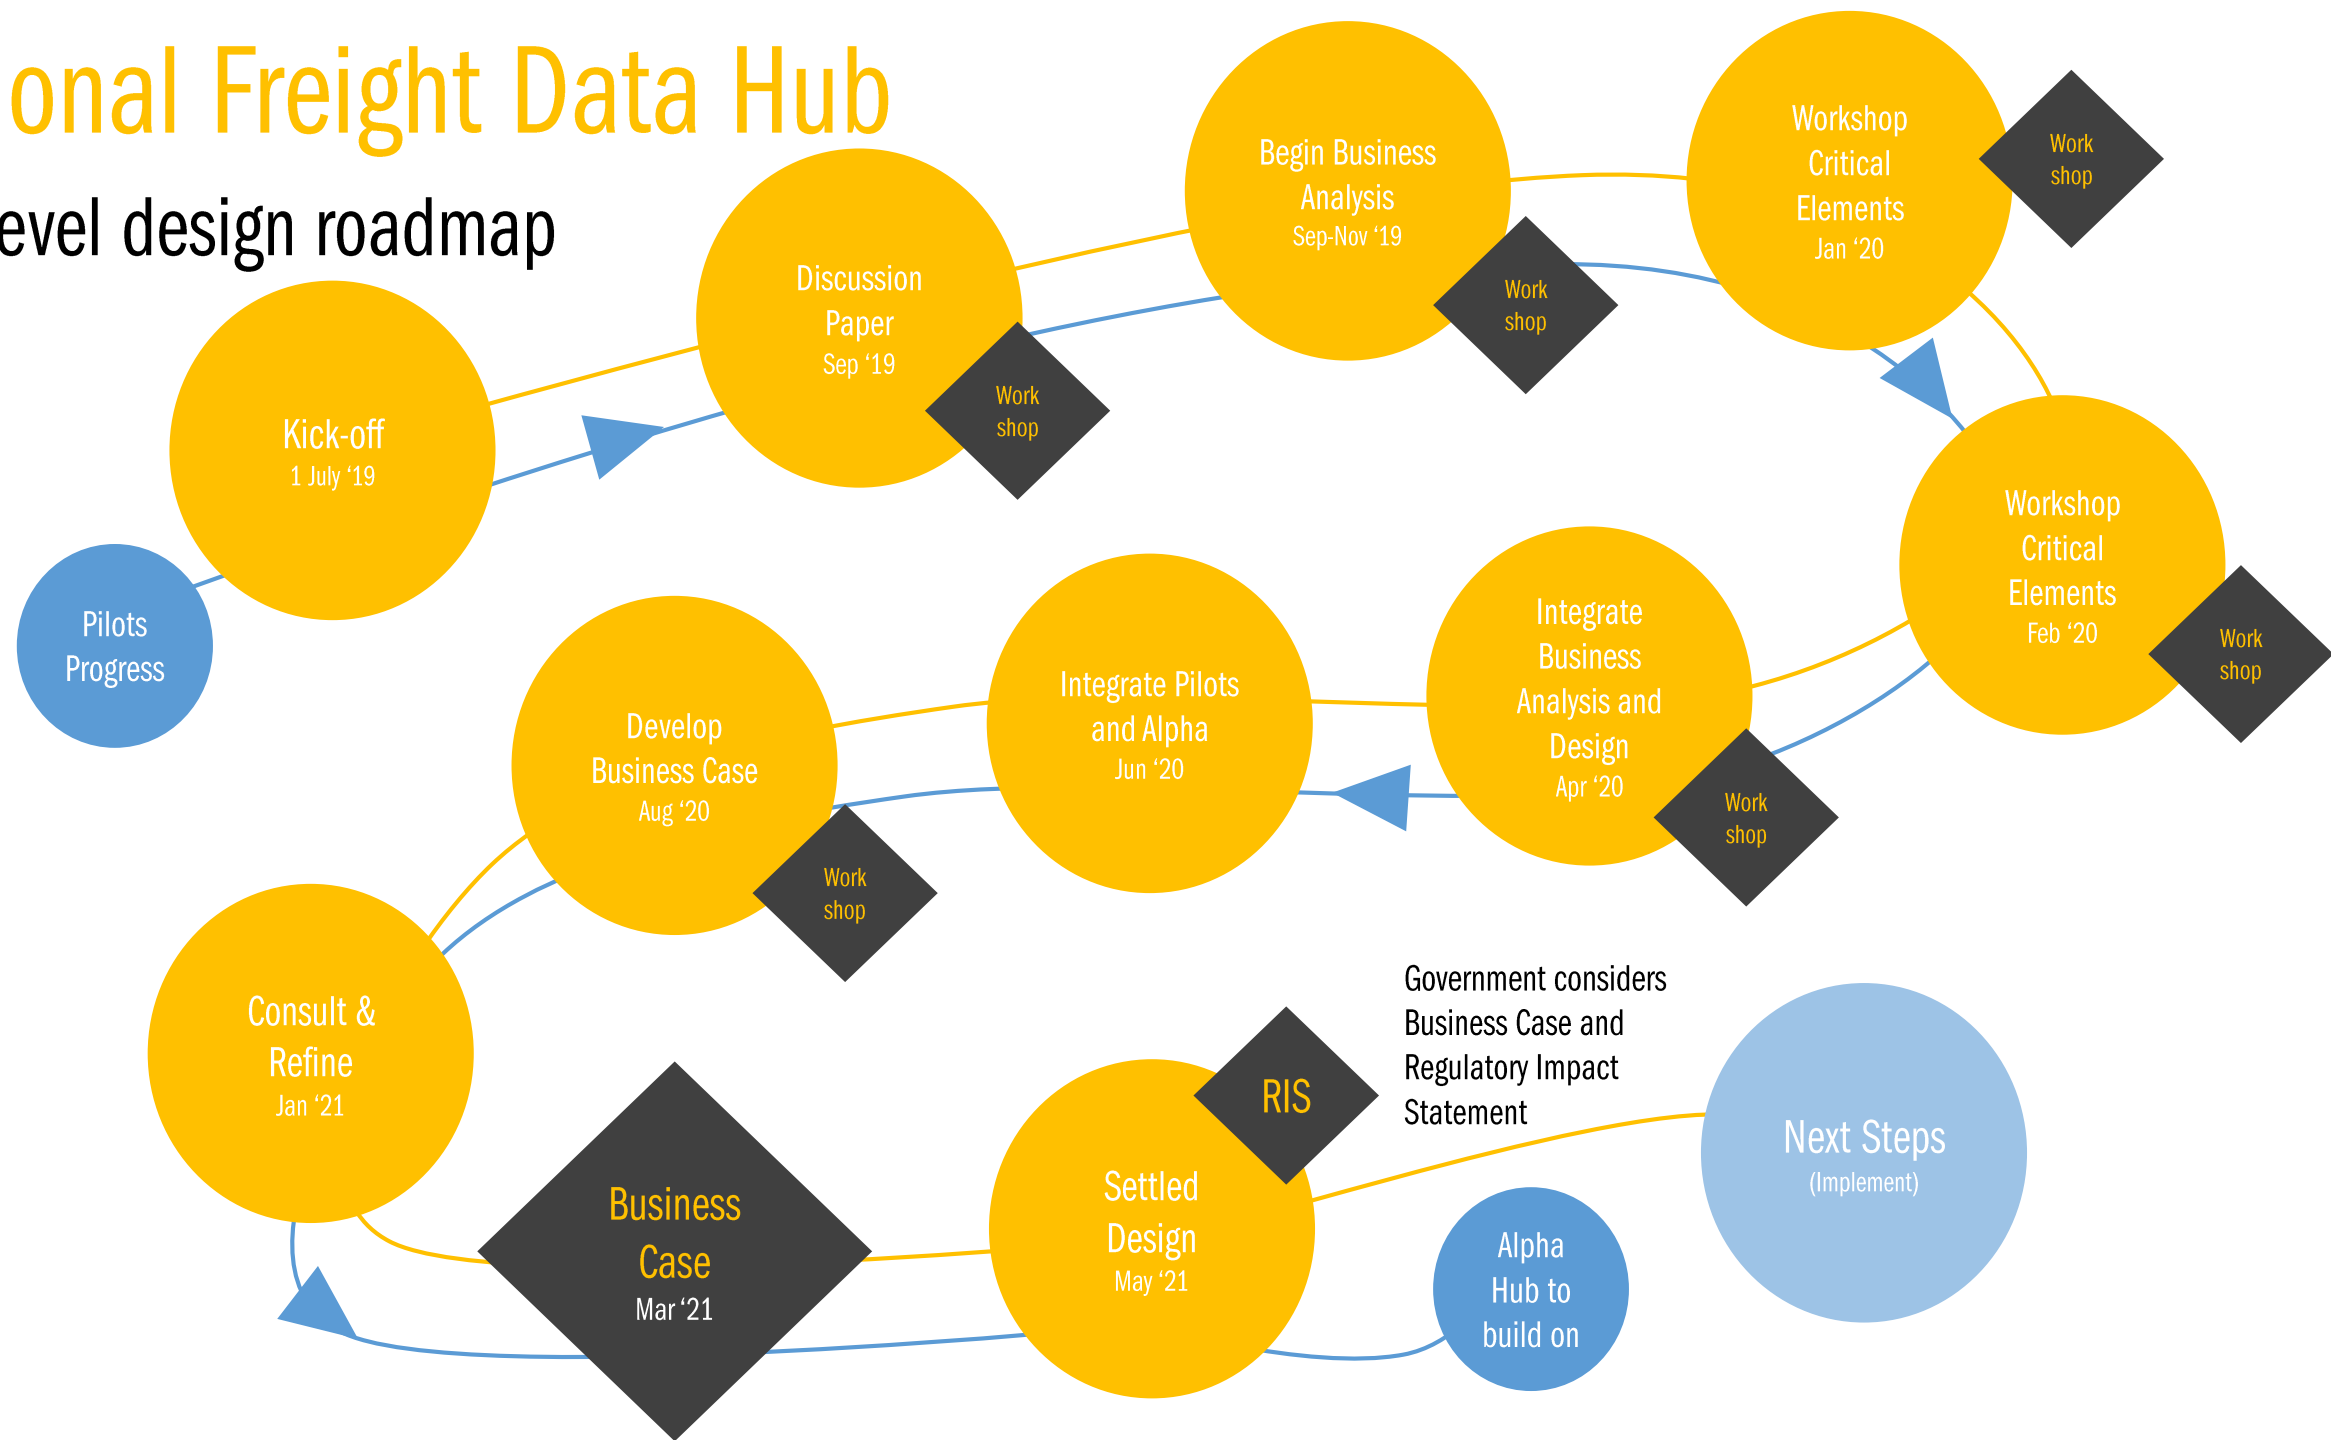 onal Freight Data Hub
evel design roadmap
Kick-off
1 July ‘19
Discussion
Paper
Sep ‘19
Work
shop
Begin Business
Analysis
Sep-Nov ‘19
Work
shop
Workshop
Critical
Elements
Jan ‘20
Work
shop
Workshop
Critical
Elements
Feb ‘20
Work
shop
Integrate
Business
Analysis and
Design
Apr ‘20
Work
shop
Integrate Pilots
and Alpha
Jun ‘20
Develop
Business Case
Aug ‘20
Work
shop
Pilots
Progress
Consult &
Refine
Jan ‘21
Business
Case
Mar ‘21
Settled
Design
May ‘21
RIS
Government considers
Business Case and
Regulatory Impact
Statement
Alpha
Hub to
build on
Next Steps
(Implement)